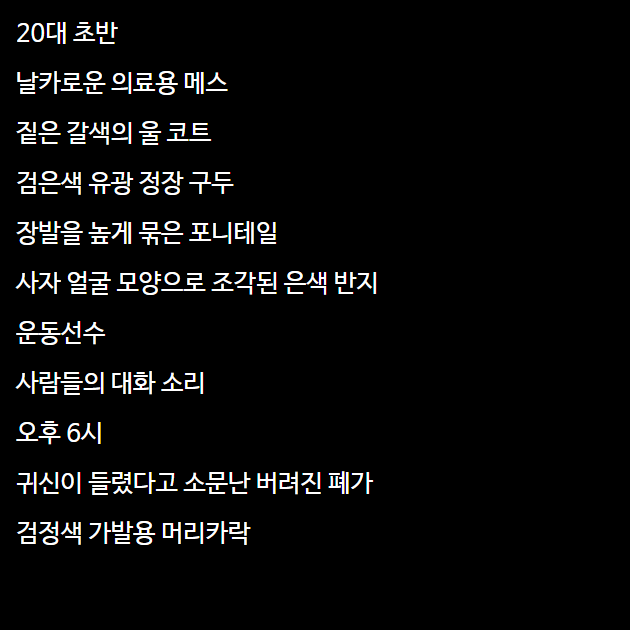 20대 초반
날카로운 의료용 메스
짙은 갈색의 울 코트
검은색 유광 정장 구두
장발을 높게 묶은 포니테일
사자 얼굴 모양으로 조각된 은색 반지
운동선수
사람들의 대화 소리
오후 6시
귀신이 들렸다고 소문난 버려진 폐가
검정색 가발용 머리카락